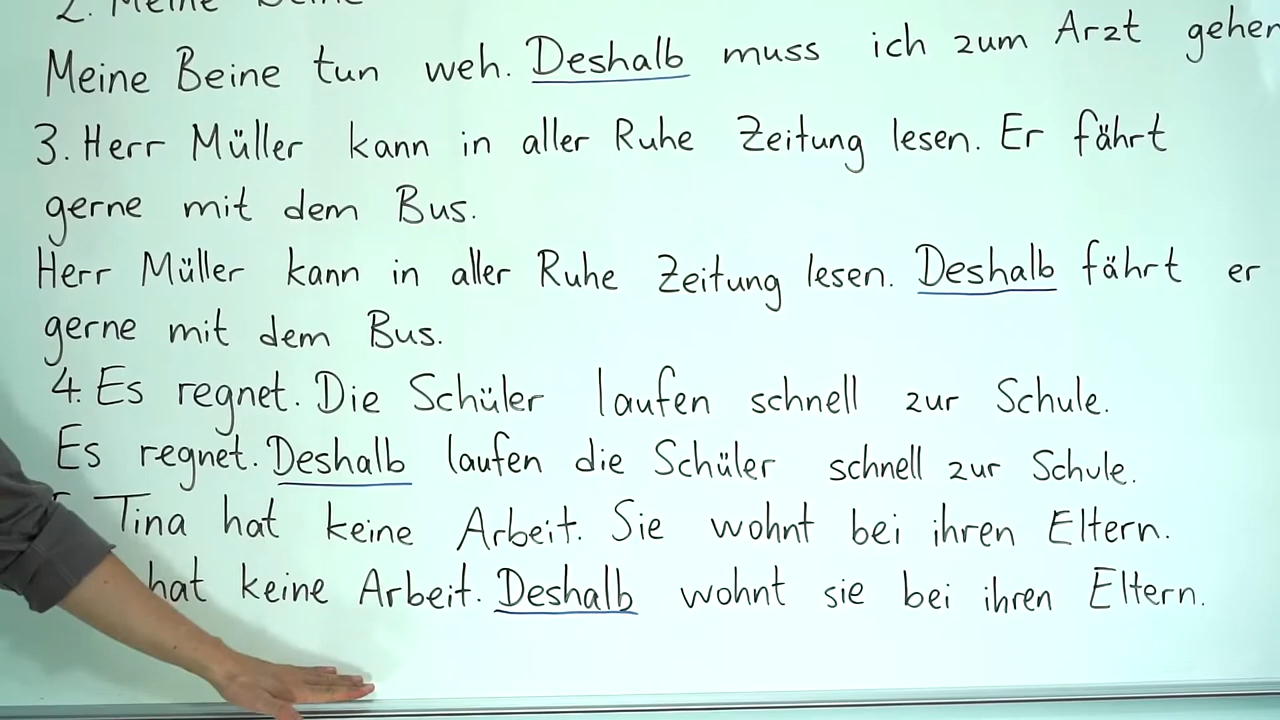 2. Meine Beine
Meine Beine tun weh. Deshalb muss ich zum Arzt gehen
3. Herr Müller kann in aller Ruhe Zeitung lesen. Er fährt
gerne mit dem Bus.
Herr Müller kann in aller Ruhe Zeitung lesen. Deshalb fährt er
gerne mit dem Bus.
4. Es regnet. Die Schüler laufen schnell zur Schule.
Es regnet. Deshalb laufen die Schüler schnell zur Schule.
Tina hat keine Arbeit. Sie wohnt bei ihren Eltern.
hat keine Arbeit. Deshalb wohnt sie bei ihren Eltern.